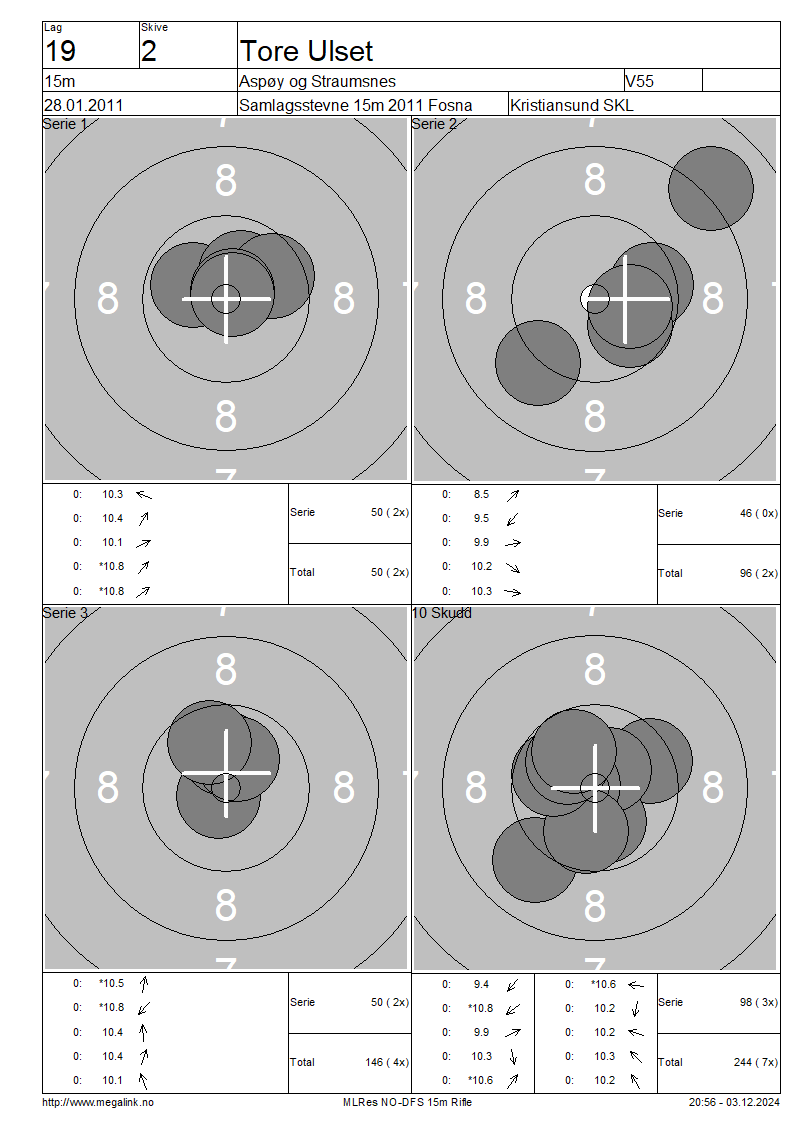 Lag Skive
19 2 Tore Ulset
15m Aspøy og Straumsnes V55
28.01.2011 Samlagsstevne 15m 2011 Fosna Kristiansund SKL
Serie 1
7
8
7 8 8
8
7
0: 10.3
0: 10.4
0: 10.1
0: *10.8
0: *10.8
Serie 50 ( 2x)
Total 50 ( 2x)
Serie 2
7
8
8 7
8
7
0: 8.5
0: 9.5
0: 9.9
0: 10.2
0: 10.3
Serie 46 ( 0x)
Total 96 ( 2x)
Serie 3
7
8
7 8 8
8
7
0: *10.5
0: *10.8
0: 10.4
0: 10.4
0: 10.1
Serie 50 ( 2x)
Total 146 ( 4x)
10 Skudd
7
8
7 8 8 7
8
7
0: 9.4 0: *10.6
0: *10.8 0: 10.2
0: 9.9 0: 10.2
0: 10.3 0: 10.3
0: *10.6 0: 10.2
Serie 98 ( 3x)
Total 244 ( 7x)
http://www.megalink.no MLRes NO-DFS 15m Rifle 20:56 - 03.12.2024